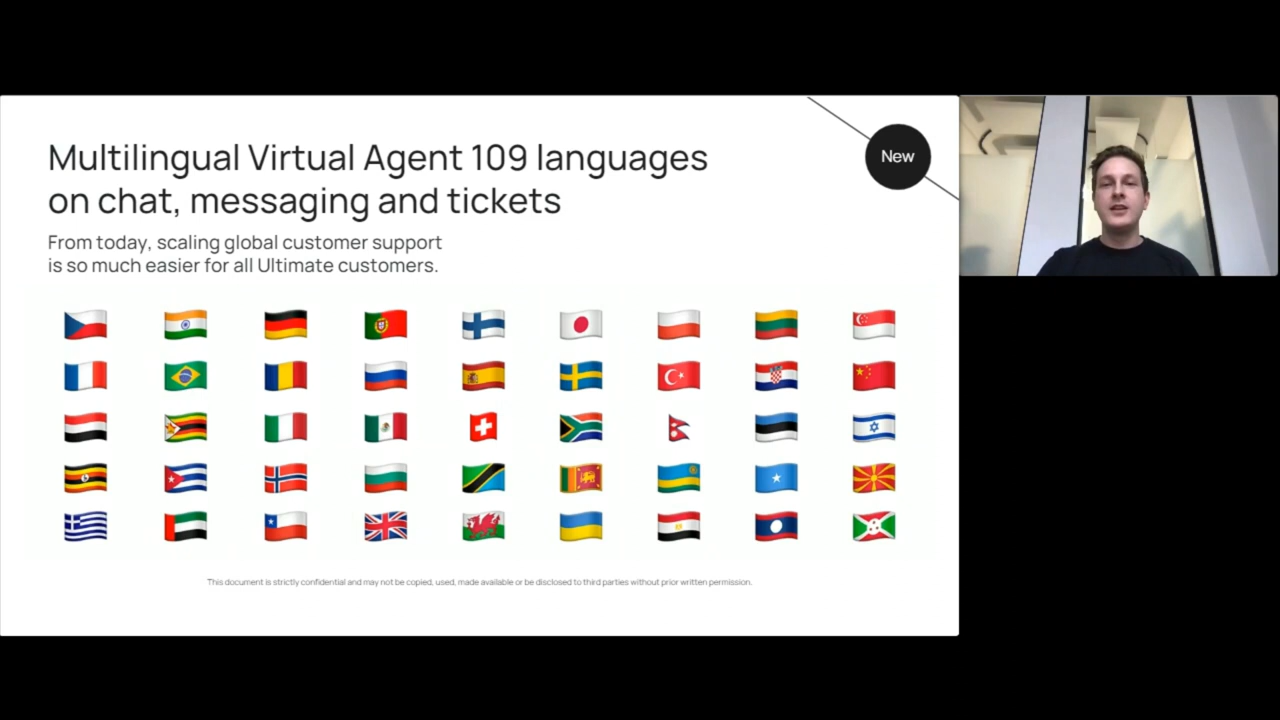 Multilingual Virtual Agent 109 languages
on chat, messaging and tickets
New
From today, scaling global customer support
is so much easier for all Ultimate customers.
This document is strictly confidential and may not be copied, used, made available or be disclosed to third parties without prior written permission.